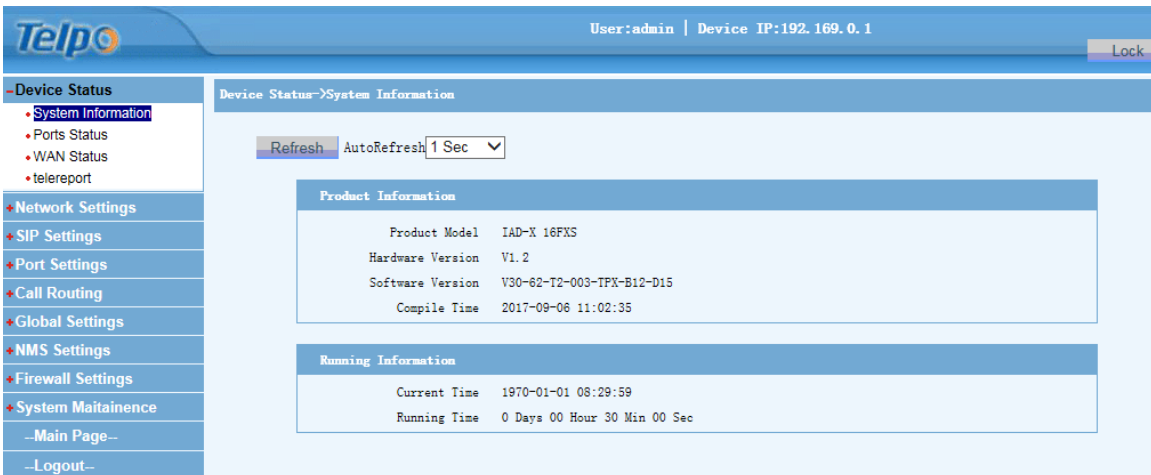 Telpo
User:admin | Device IP:192.169.0.1
Lock
-Device Status
System Information
Ports Status
WAN Status
telereport
+Network Settings
+SIP Settings
+Port Settings
+Call Routing
+Global Settings
+NMS Settings
+Firewall Settings
+System Maitainence
--Main Page--
--Logout--
Device Status->System Information
Refresh AutoRefresh 1 Sec
Product Information
Product Model IAD-X 16FXS
Hardware Version V1.2
Software Version V30-62-T2-003-TPX-B12-D15
Compile Time 2017-09-06 11:02:35
Running Information
Current Time 1970-01-01 08:29:59
Running Time 0 Days 00 Hour 30 Min 00 Sec